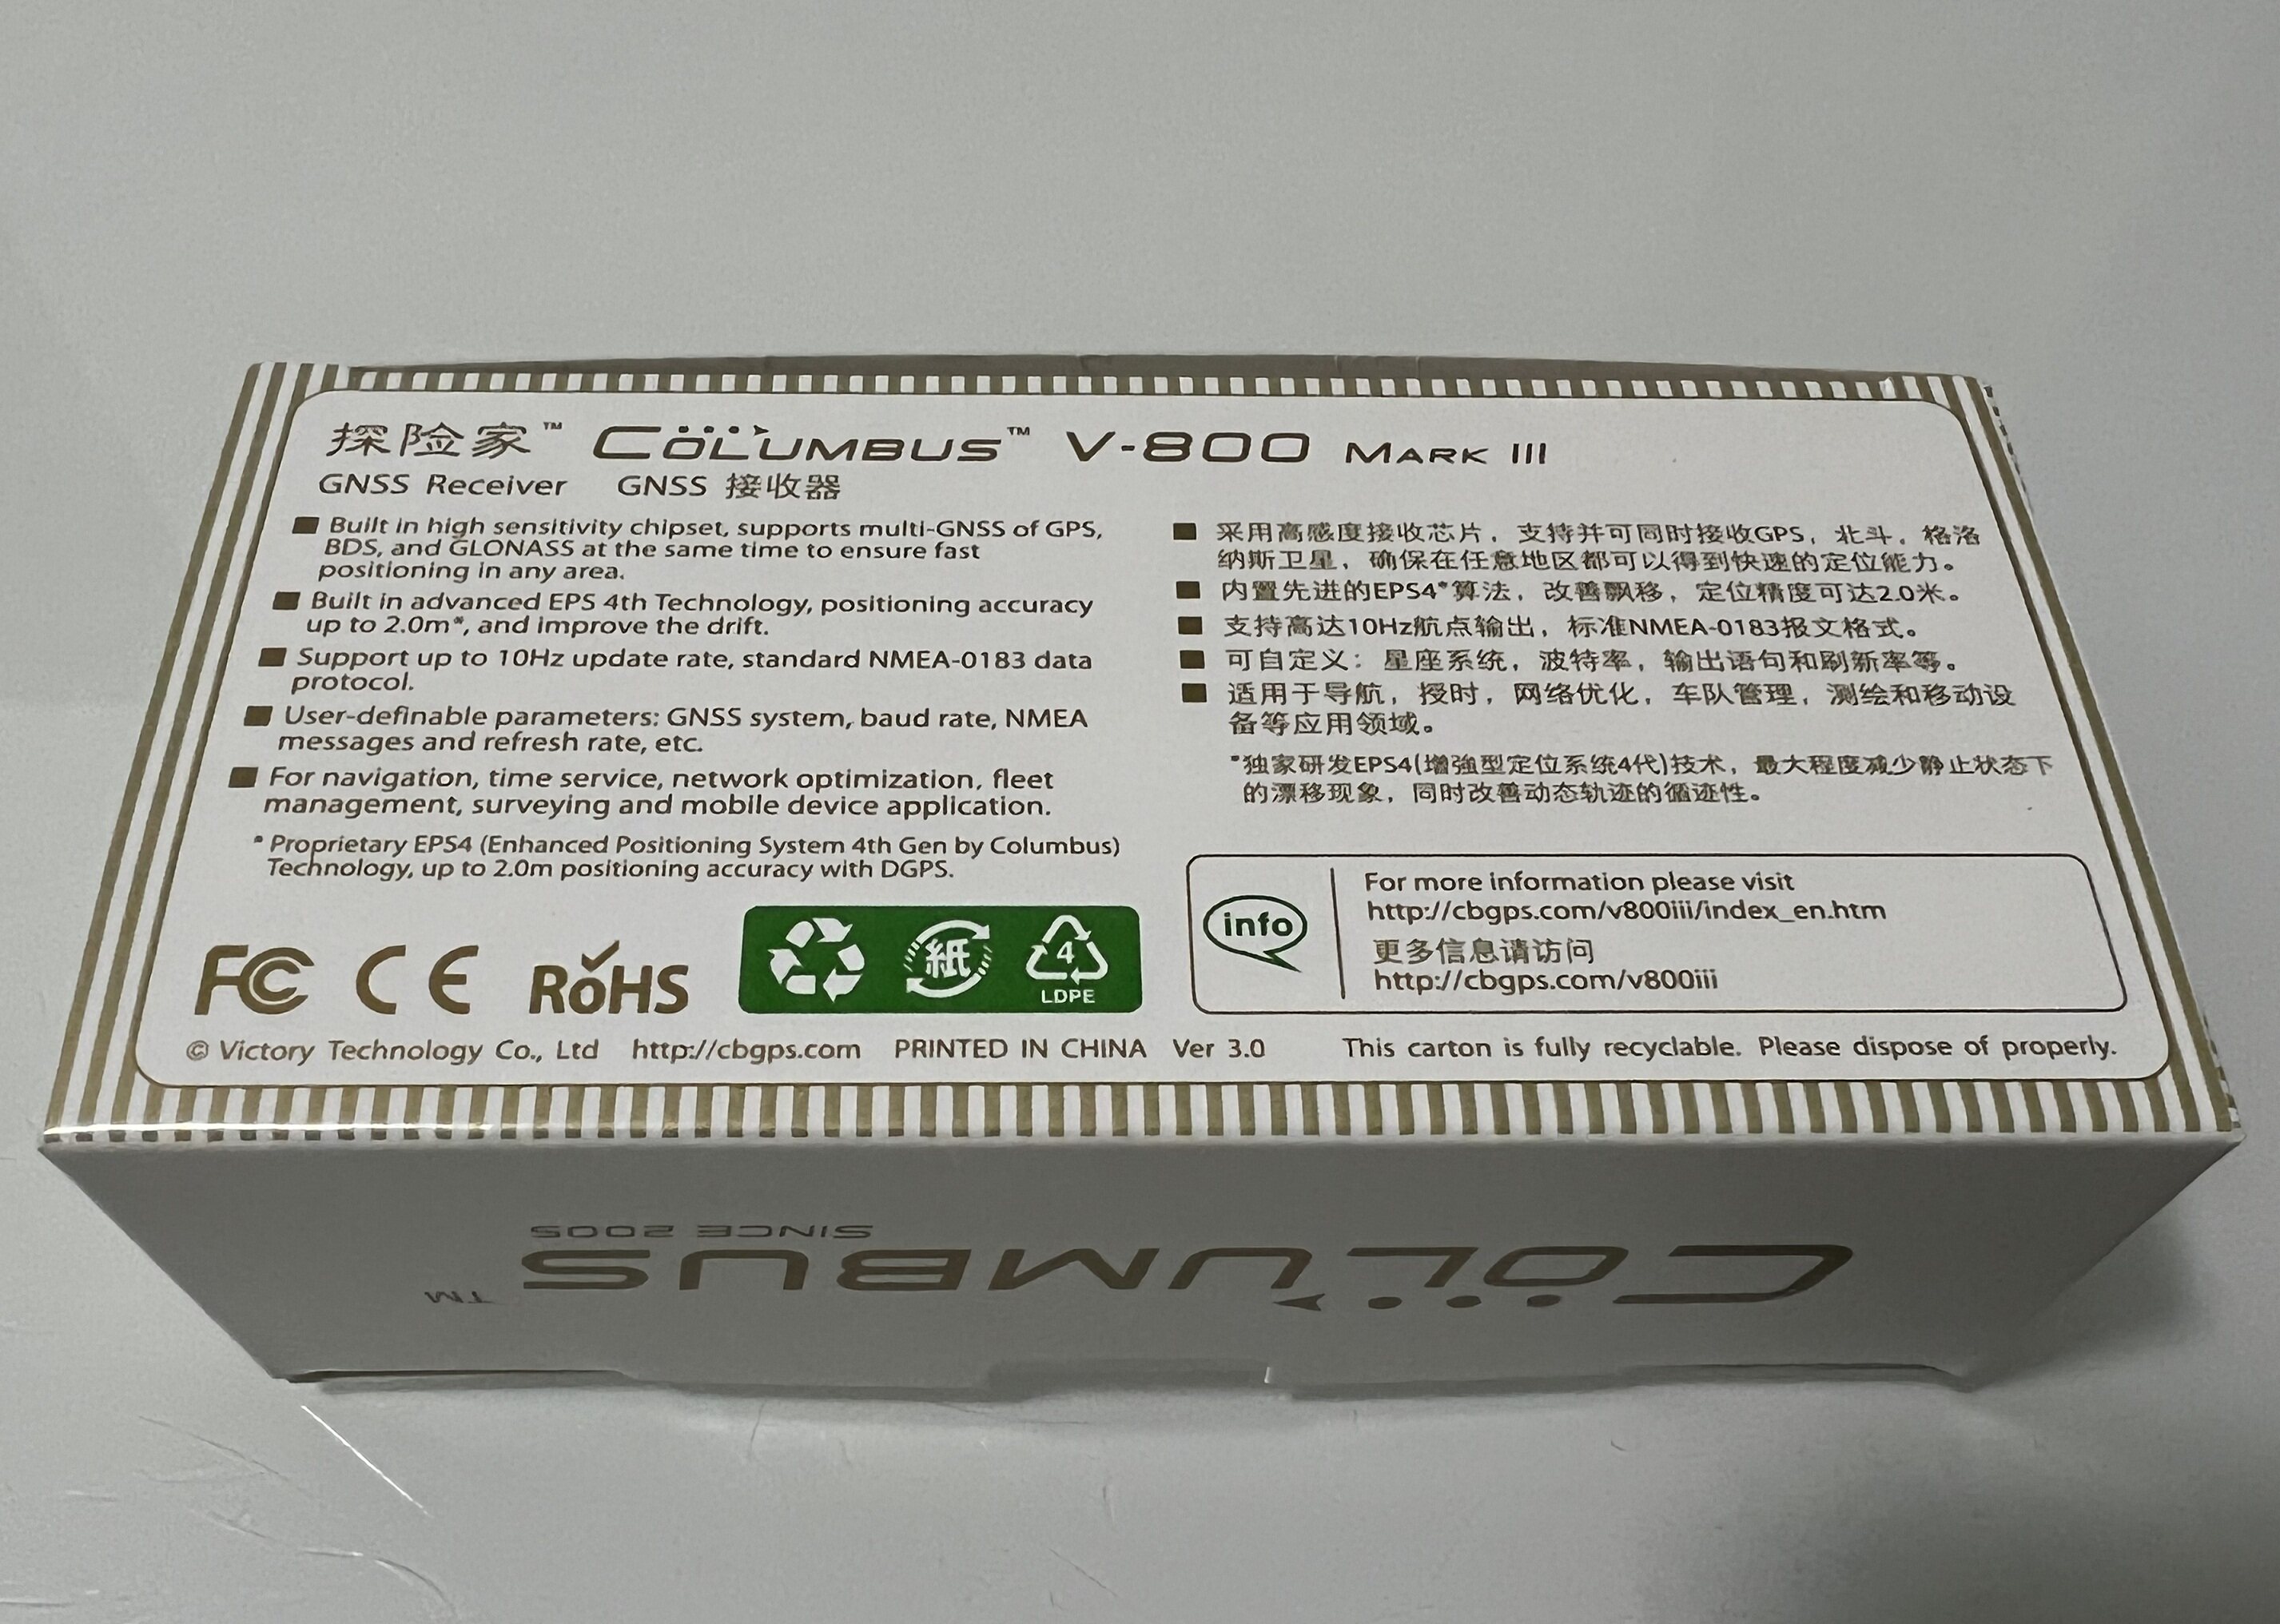 探险家™ COLUMBUS™ V-800 MARK III
GNSS Receiver GNSS 接收器
■ Built in high sensitivity chipset, supports multi-GNSS of GPS,
BDS, and GLONASS at the same time to ensure fast
positioning in any area.
■ Built in advanced EPS 4th Technology, positioning accuracy
up to 2.0m*, and improve the drift.
■ Support up to 10Hz update rate, standard NMEA-0183 data
protocol.
■ User-definable parameters: GNSS system, baud rate, NMEA
messages and refresh rate, etc.
■ For navigation, time service, network optimization, fleet
management, surveying and mobile device application.
* Proprietary EPS4 (Enhanced Positioning System 4th Gen by Columbus)
Technology, up to 2.0m positioning accuracy with DGPS.
■ 采用高感度接收芯片，支持并可同时接收GPS，北斗，格洛
纳斯卫星，确保在任意地区都可以得到快速的定位能力。
■ 内置先进的EPS4*算法，改善飘移，定位精度可达2.0米。
■ 支持高达10Hz航点输出，标准NMEA-0183报文格式。
■ 可自定义：星座系统，波特率，输出语句和刷新率等。
■ 适用于导航，授时，网络优化，车队管理，测绘和移动设
备等应用领域。
*独家研发EPS4(增強型定位系统4代)技术，最大程度减少静止状态下
的漂移现象，同时改善动态轨迹的循迹性。
info
For more information please visit
http://cbgps.com/v800iii/index_en.htm
更多信息请访问
http://cbgps.com/v800iii
FC CE RoHS
紙
4
LDPE
© Victory Technology Co., Ltd http://cbgps.com PRINTED IN CHINA Ver 3.0 This carton is fully recyclable. Please dispose of properly.
COLUMBUS™
SINCE 2005